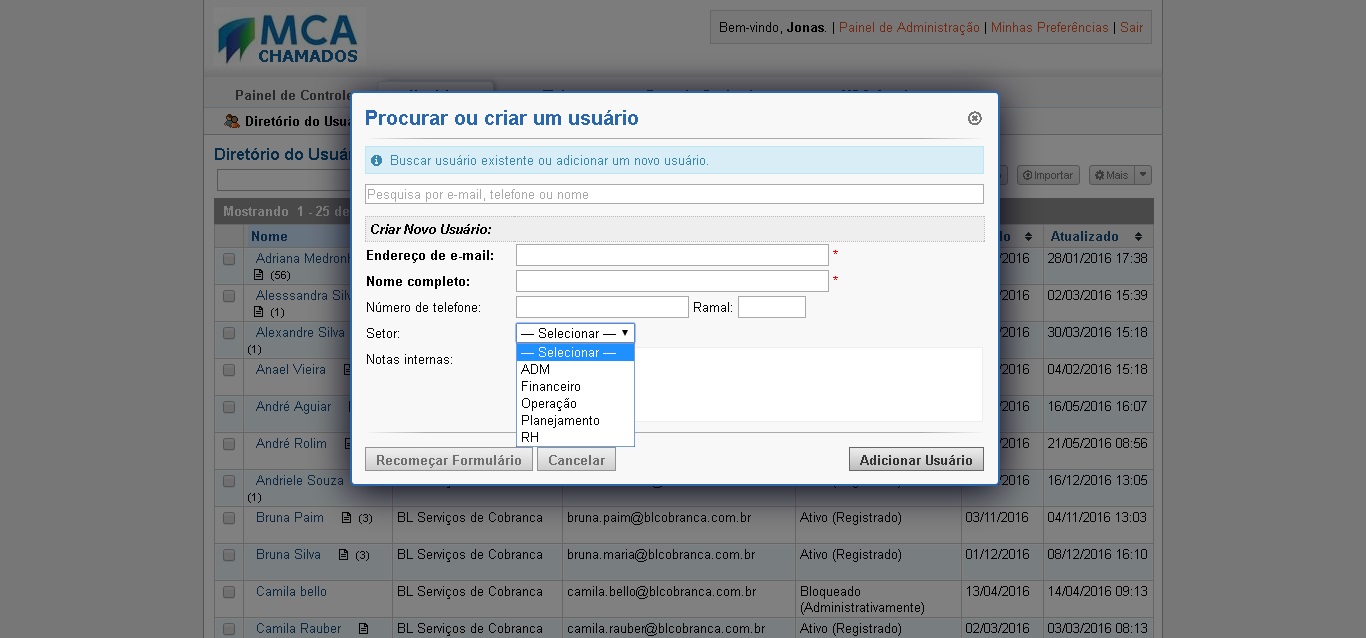 MCA
CHAMADOS
Bem-vindo, Jonas. | Painel de Administração | Minhas Preferências | Sair
Painel de Controle
Diretório do Usuá
Diretório do Usuár
Importar Mais
Procurar ou criar um usuário
Buscar usuário existente ou adicionar um novo usuário.
Pesquisa por e-mail, telefone ou nome
Criar Novo Usuário:
Endereço de e-mail: *
Nome completo: *
Número de telefone: Ramal:
Setor: — Selecionar —
— Selecionar —
ADM
Financeiro
Operação
Planejamento
RH
Notas internas:
Recomeçar Formulário Cancelar Adicionar Usuário
Mostrando 1 - 25 de
Nome Atualizado
Adriana Medronh (56) /2016 28/01/2016 17:38
Alesssandra Silv (1) /2016 02/03/2016 15:39
Alexandre Silva (1) /2016 30/03/2016 15:18
Anael Vieira /2016 04/02/2016 15:18
André Aguiar /2016 16/05/2016 16:07
André Rolim /2016 21/05/2016 08:56
Andriele Souza (1) /2016 16/12/2016 13:05
Bruna Paim (3) BL Serviços de Cobranca bruna.paim@blcobranca.com.br Ativo (Registrado) 03/11/2016 04/11/2016 13:03
Bruna Silva (3) BL Serviços de Cobranca bruna.maria@blcobranca.com.br Ativo (Registrado) 01/12/2016 08/12/2016 16:10
Camila bello BL Serviços de Cobranca camila.bello@blcobranca.com.br Bloqueado 13/04/2016 14/04/2016 09:13
(Administrativamente)
Camila Rauber BL Serviços de Cobranca camila.rauber@blcobranca.com.br Ativo (Registrado) 02/03/2016 03/03/2016 08:13